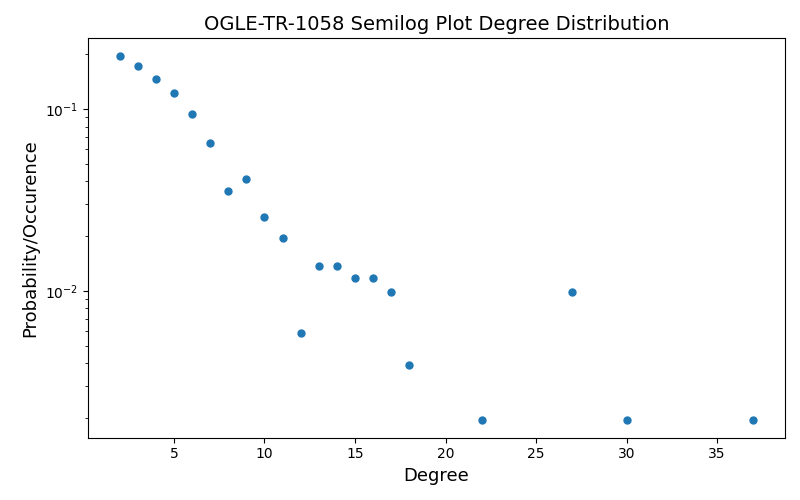 OGLE-TR-1058 Semilog Plot Degree Distribution
Probability/Occurence
10⁻¹
10⁻²
5 10 15 20 25 30 35
Degree